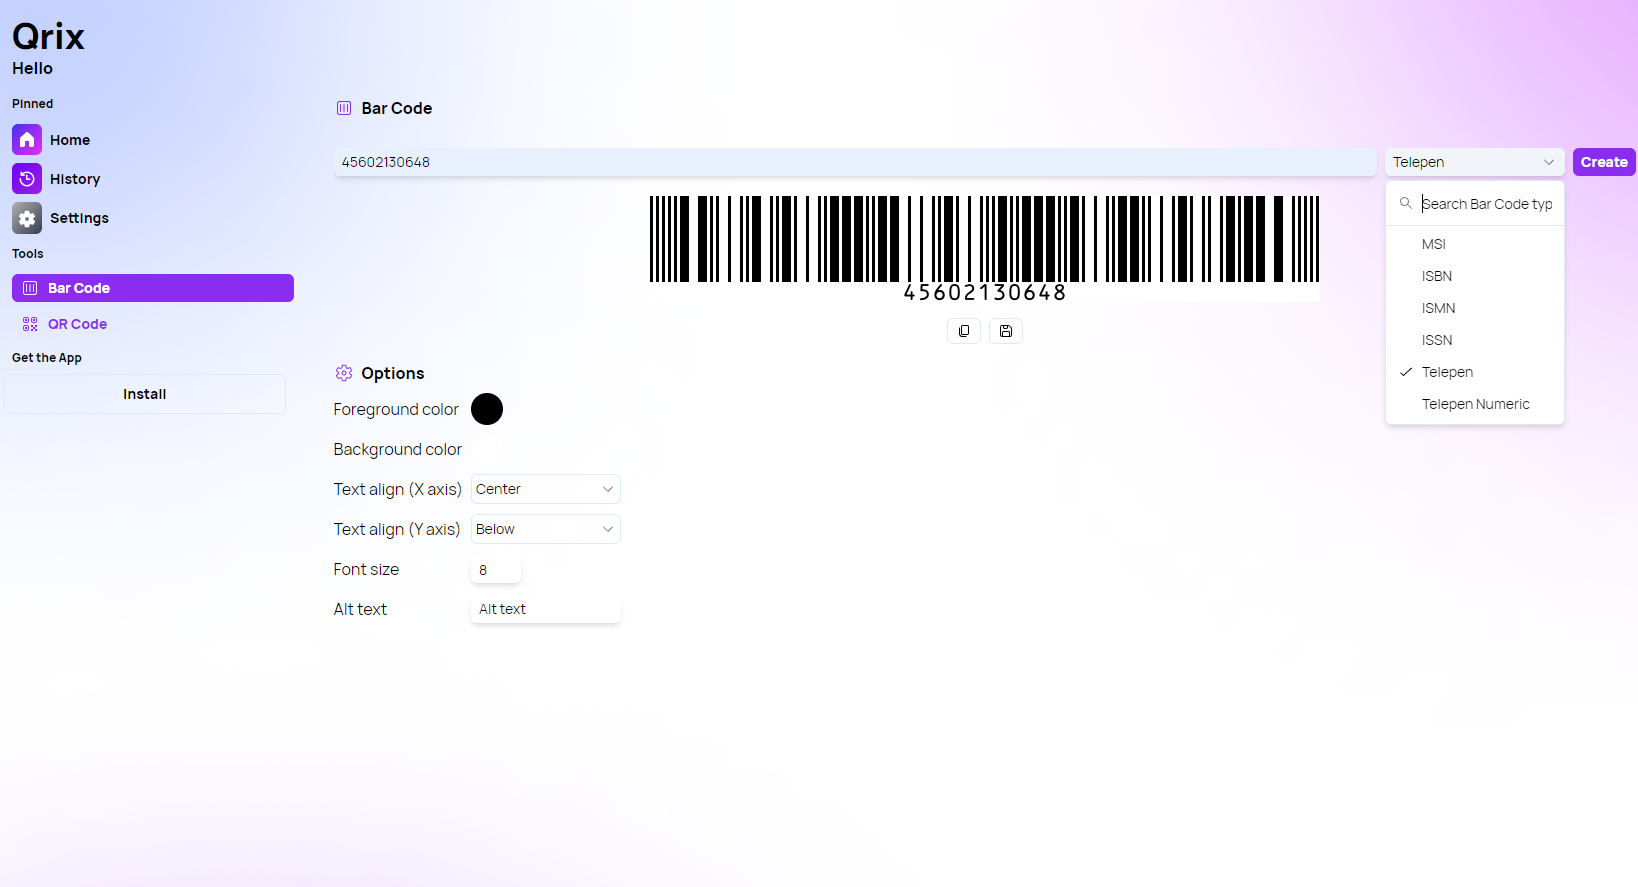 Qrix
Hello
Pinned
Home
History
Settings
Tools
Bar Code
QR Code
Get the App
Install
Bar Code
45602130648
Telepen
Create
45602130648
Search Bar Code typ
MSI
ISBN
ISMN
ISSN
Telepen
Telepen Numeric
Options
Foreground color
Background color
Text align (X axis)
Center
Text align (Y axis)
Below
Font size
8
Alt text
Alt text